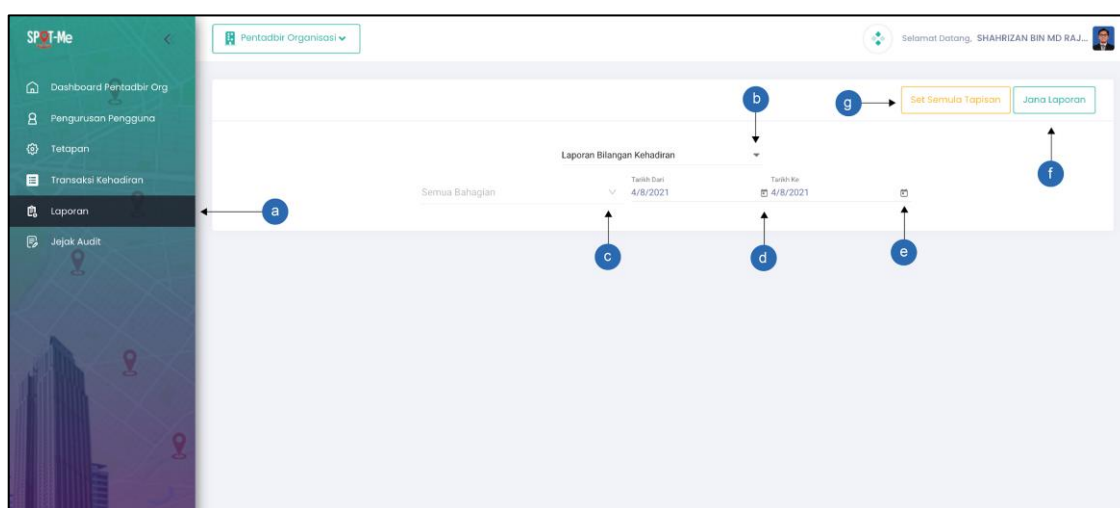 SPOT-Me
Pentadbir Organisasi
Selamat Datang, SHAHRIZAN BIN MD RAJ...
Dashboard Pentadbir Org
Pengurusan Pengguna
Tetapan
Transaksi Kehadiran
Laporan
Jejak Audit
a
b
g
Set Semula Tapisan
Jana Laporan
f
Laporan Bilangan Kehadiran
Semua Bahagian
Tarikh Dari
4/8/2021
Tarikh Ke
4/8/2021
c
d
e